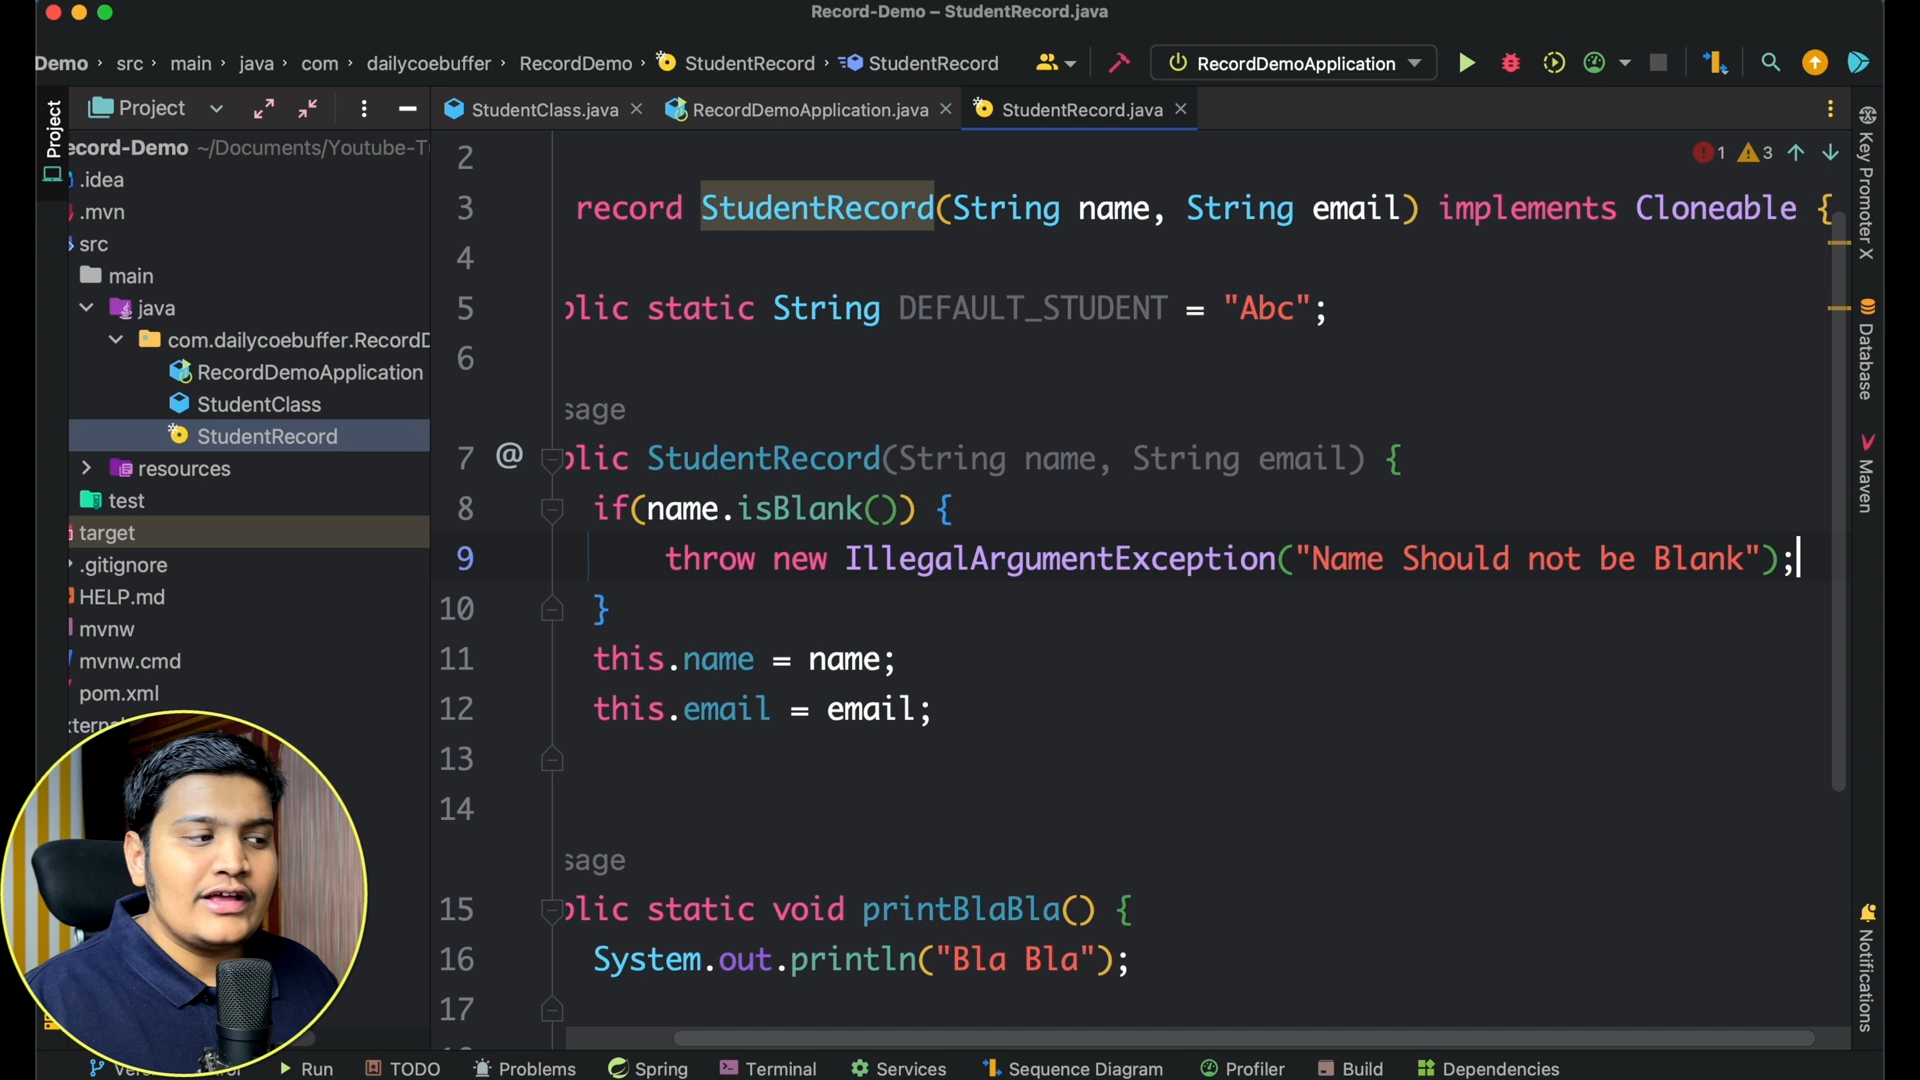 Record-Demo – StudentRecord.java
Demo › src › main › java › com › dailycoebuffer › RecordDemo › StudentRecord › StudentRecord
RecordDemoApplication
Project
StudentClass.java
RecordDemoApplication.java
StudentRecord.java
Project
ecord-Demo ~/Documents/Youtube-T
.idea
.mvn
src
main
java
com.dailycoebuffer.RecordD
RecordDemoApplication
StudentClass
StudentRecord
resources
test
target
.gitignore
HELP.md
mvnw
mvnw.cmd
pom.xml
xterna
1 3
2
3 record StudentRecord(String name, String email) implements Cloneable {
4
5 blic static String DEFAULT_STUDENT = "Abc";
6
sage
7 @ blic StudentRecord(String name, String email) {
8 if(name.isBlank()) {
9 throw new IllegalArgumentException("Name Should not be Blank");
10 }
11 this.name = name;
12 this.email = email;
13
14
sage
15 blic static void printBlaBla() {
16 System.out.println("Bla Bla");
17
Key Promoter X
Database
Maven
Notifications
Run TODO Problems Spring Terminal Services Sequence Diagram Profiler Build Dependencies